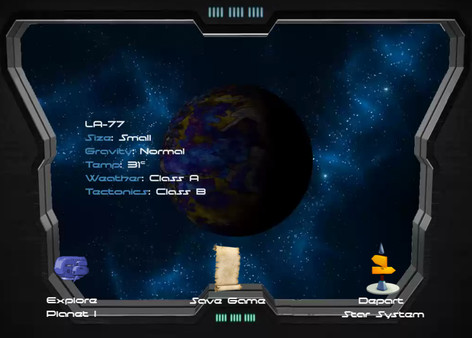 LA-77
Size: Small
Gravity: Normal
Temp: 31°
Weather: Class A
Tectonics: Class B
Explore
Planet 1
Save Game
Depart
Star System